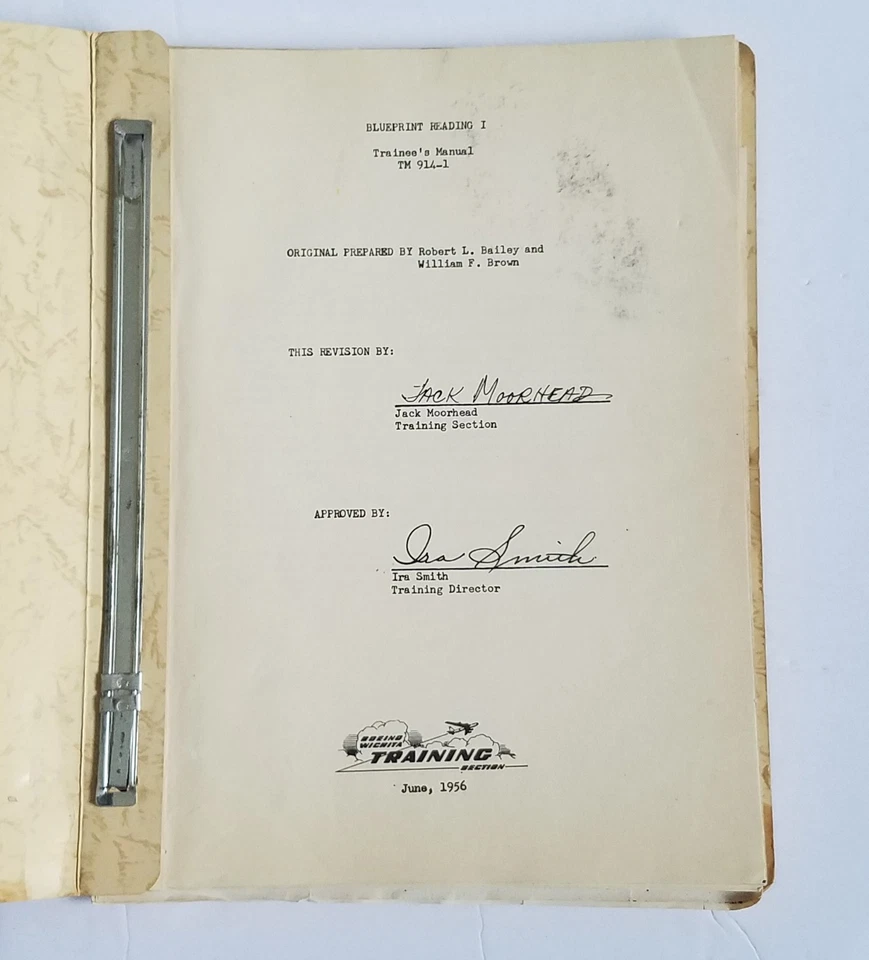 BLUEPRINT READING I
Trainee's Manual
TM 914-1
ORIGINAL PREPARED BY Robert L. Bailey and
William F. Brown
THIS REVISION BY:
JACK MOORHEAD
Jack Moorhead
Training Section
APPROVED BY:
Ira Smith
Ira Smith
Training Director
BOEING
WICHITA
TRAINING
SECTION
June, 1956